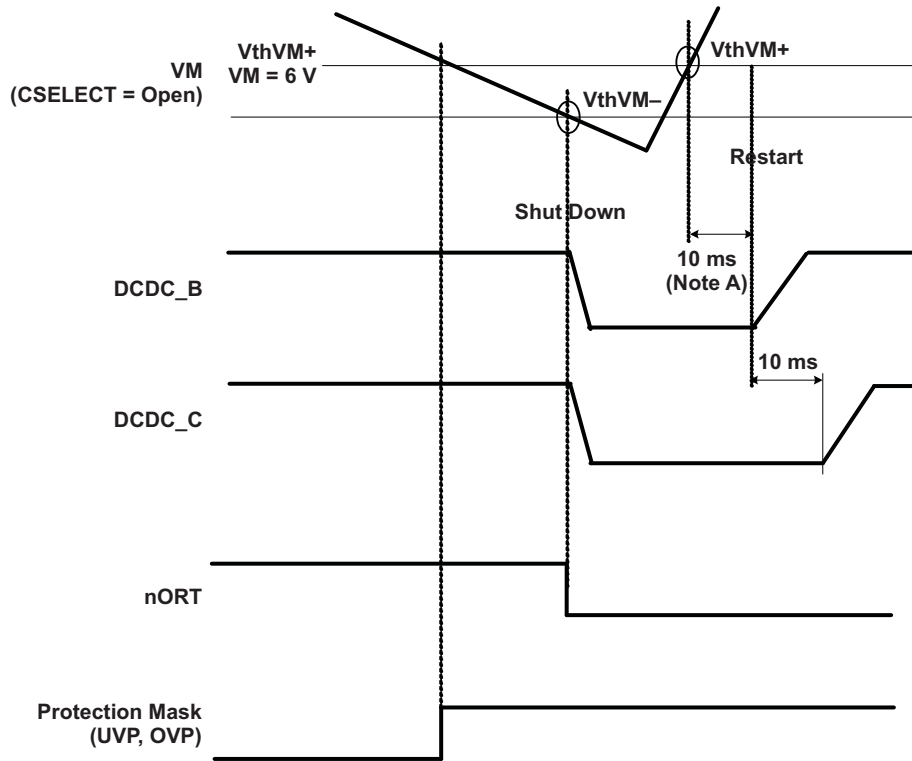 VthVM+
VM = 6 V
VM
(CSELECT = Open)
VthVM+
VthVM–
Restart
Shut Down
10 ms
(Note A)
DCDC_B
10 ms
DCDC_C
nORT
Protection Mask
(UVP, OVP)